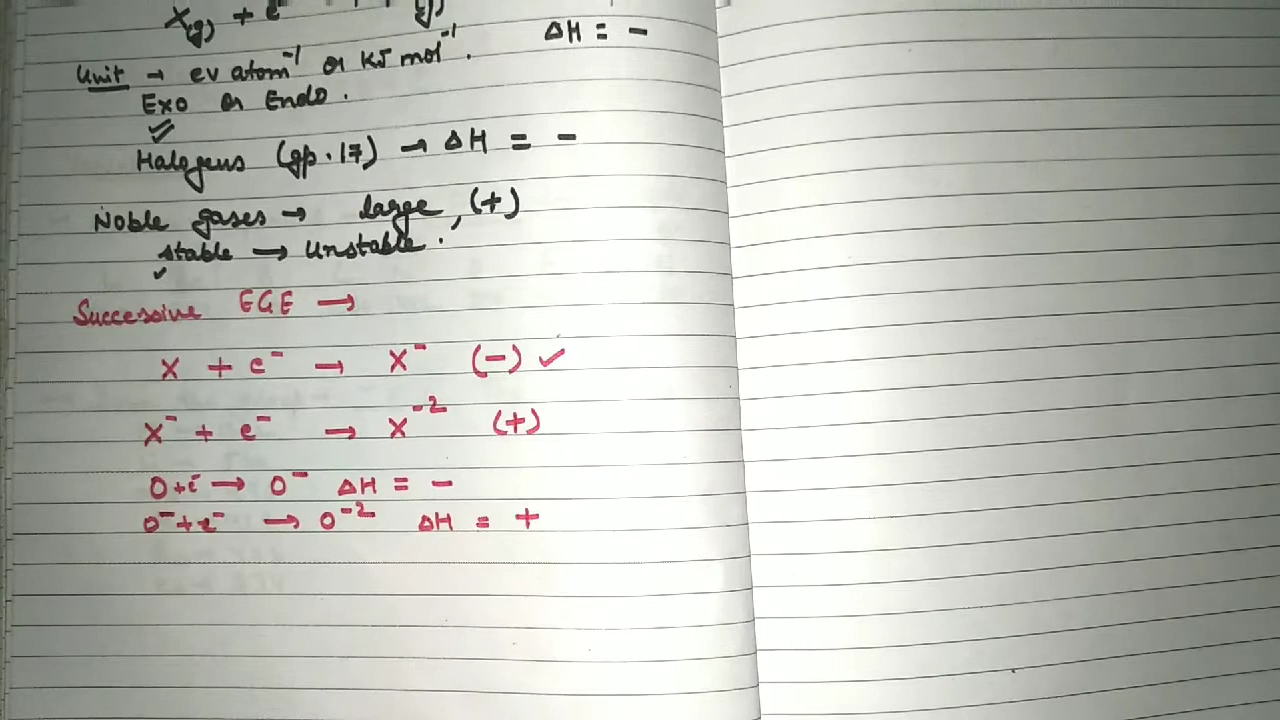 X(g) + e (g)
ΔH = -
Unit → ev atom⁻¹ or KJ mol⁻¹.
Exo or Endo.
Halogens (gp.17) → ΔH = -
Noble gases → large, (+)
stable → Unstable.
Successive EGE →
X + e⁻ → X⁻ (-) ✓
X⁻ + e⁻ → X⁻² (+)
O+e⁻ → O⁻ ΔH = -
O⁻+e⁻ → O⁻² ΔH = +